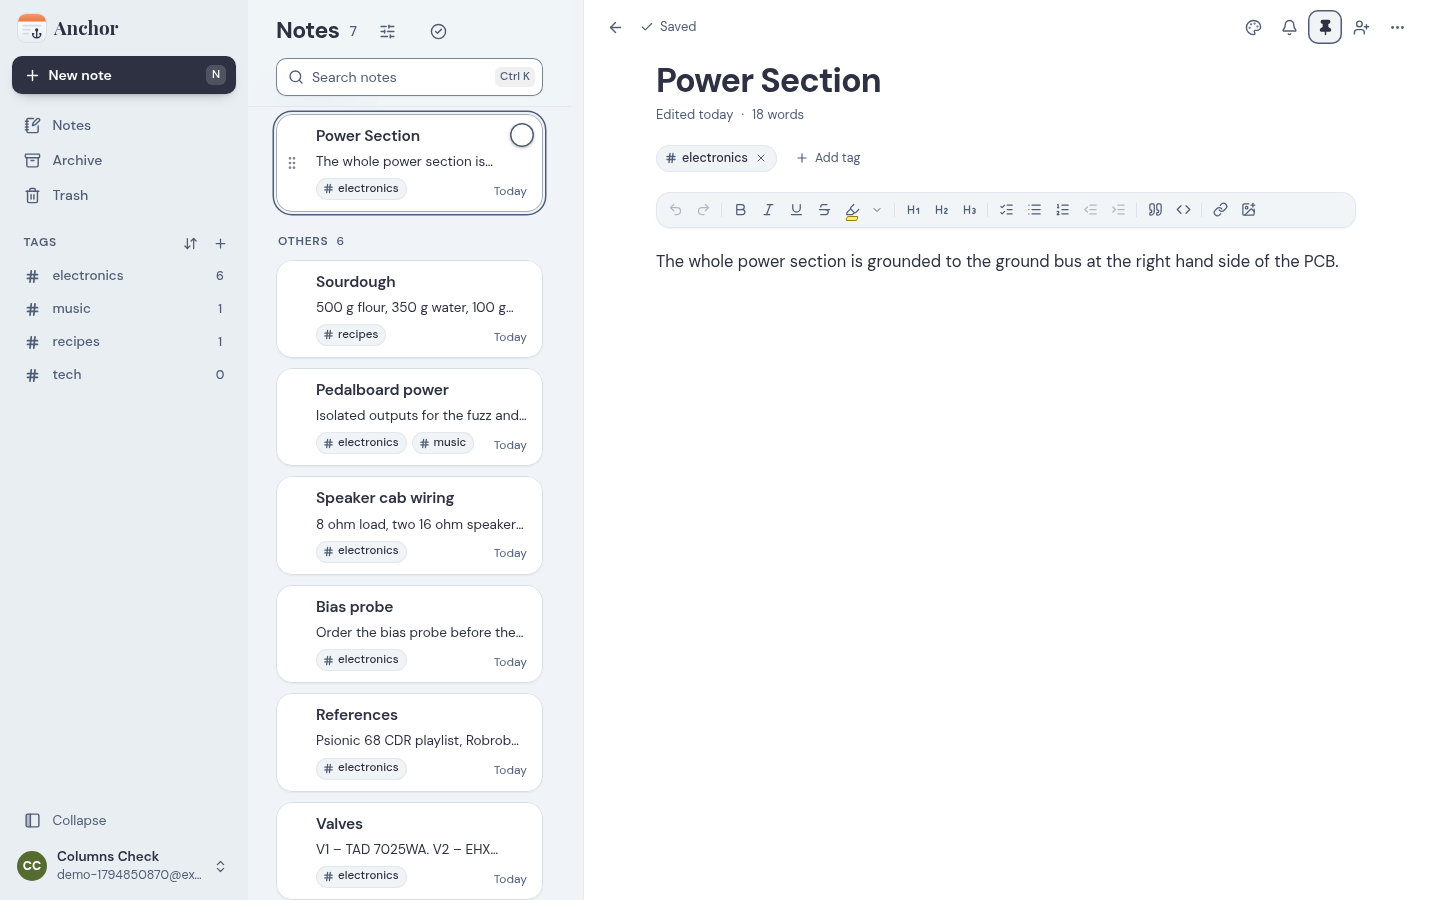 Anchor
New note N
Notes
Archive
Trash
TAGS
electronics 6
music 1
recipes 1
tech 0
Collapse
CC
Columns Check
demo-1794850870@ex...
Notes 7
Search notes Ctrl K
Power Section
The whole power section is...
# electronics Today
OTHERS 6
Sourdough
500 g flour, 350 g water, 100 g...
# recipes Today
Pedalboard power
Isolated outputs for the fuzz and...
# electronics # music Today
Speaker cab wiring
8 ohm load, two 16 ohm speaker...
# electronics Today
Bias probe
Order the bias probe before the...
# electronics Today
References
Psionic 68 CDR playlist, Robrob...
# electronics Today
Valves
V1 – TAD 7025WA. V2 – EHX...
# electronics Today
Saved
Power Section
Edited today · 18 words
# electronics × + Add tag
B I U S H1 H2 H3
The whole power section is grounded to the ground bus at the right hand side of the PCB.